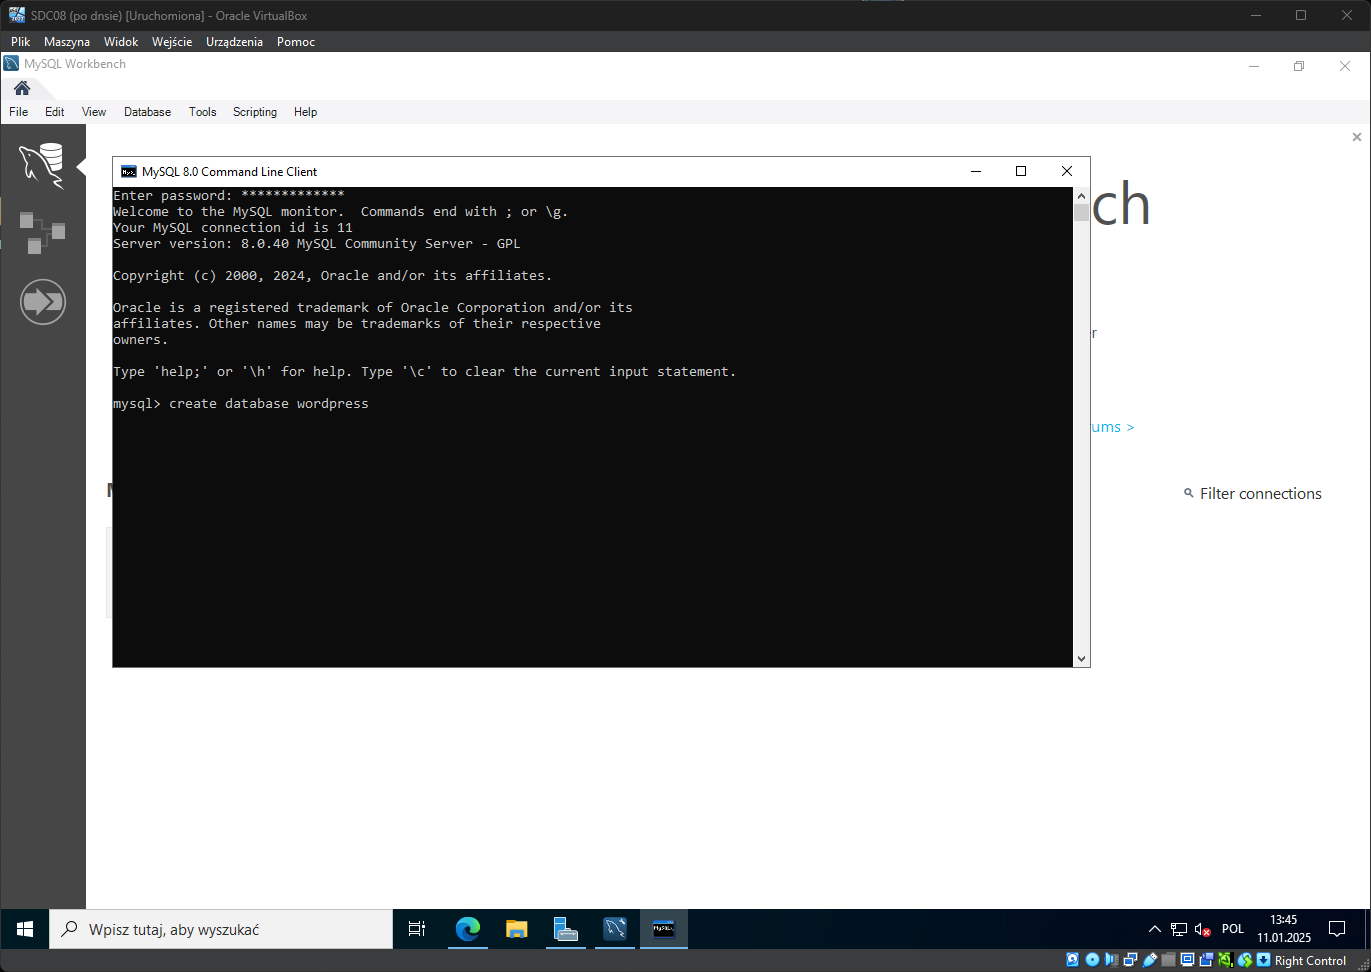 SDC08 (po dnsie) [Uruchomiona] - Oracle VirtualBox
Plik Maszyna Widok Wejście Urządzenia Pomoc
MySQL Workbench
File Edit View Database Tools Scripting Help
MySQL 8.0 Command Line Client
Enter password: *************
Welcome to the MySQL monitor.  Commands end with ; or \g.
Your MySQL connection id is 11
Server version: 8.0.40 MySQL Community Server - GPL
Copyright (c) 2000, 2024, Oracle and/or its affiliates.
Oracle is a registered trademark of Oracle Corporation and/or its
affiliates. Other names may be trademarks of their respective
owners.
Type 'help;' or '\h' for help. Type '\c' to clear the current input statement.
mysql> create database wordpress
ch
r
ums >
Filter connections
Wpisz tutaj, aby wyszukać
POL
13:45
11.01.2025
Right Control